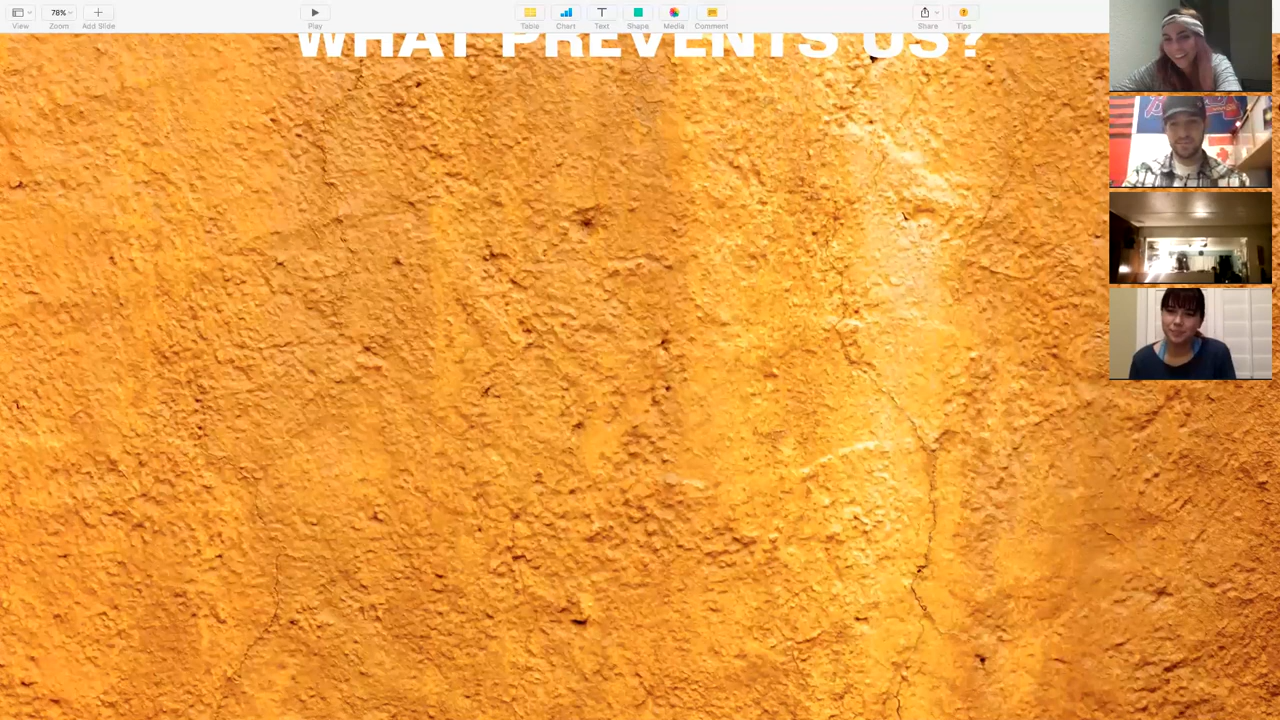 View
78%
Zoom
Add Slide
Play
Table
Chart
Text
Shape
Media
Comment
Share
Tips
WHAT PREVENTS US?